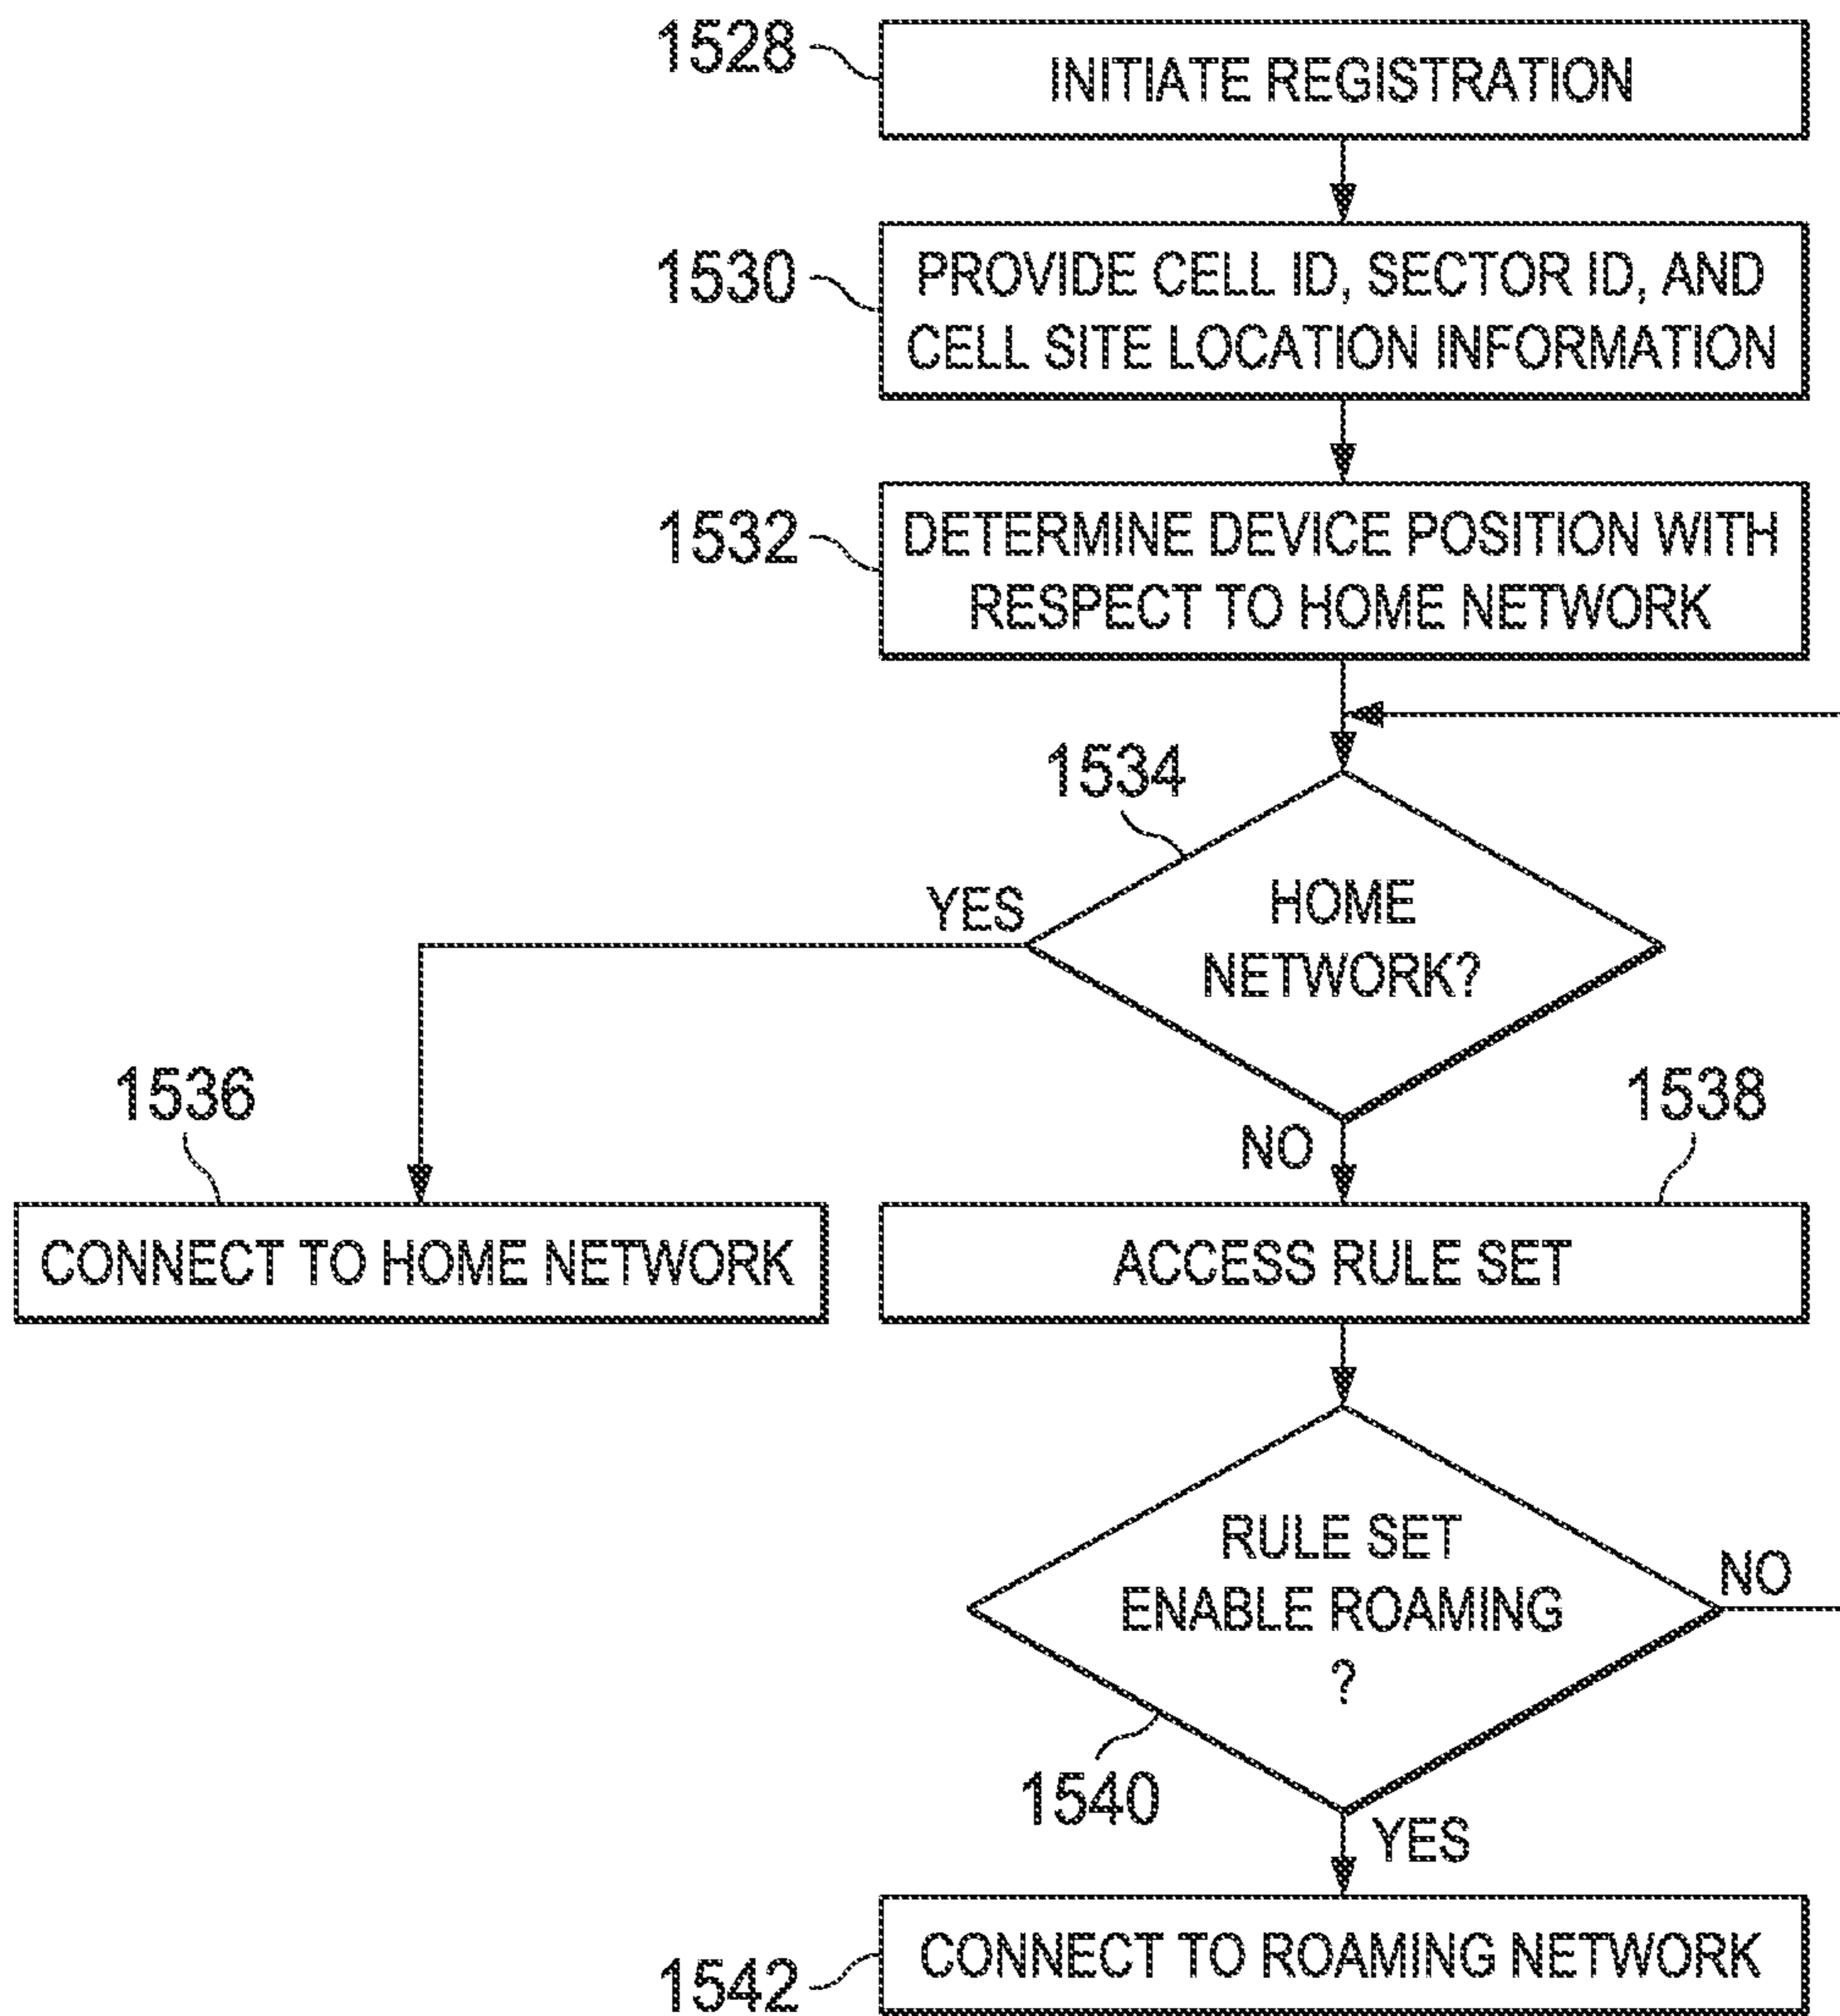 1528
INITIATE REGISTRATION
1530
PROVIDE CELL ID, SECTOR ID, AND
CELL SITE LOCATION INFORMATION
1532
DETERMINE DEVICE POSITION WITH
RESPECT TO HOME NETWORK
1534
YES
HOME
NETWORK?
1536
NO
1538
CONNECT TO HOME NETWORK
ACCESS RULE SET
RULE SET
ENABLE ROAMING
?
NO
1540
YES
1542
CONNECT TO ROAMING NETWORK